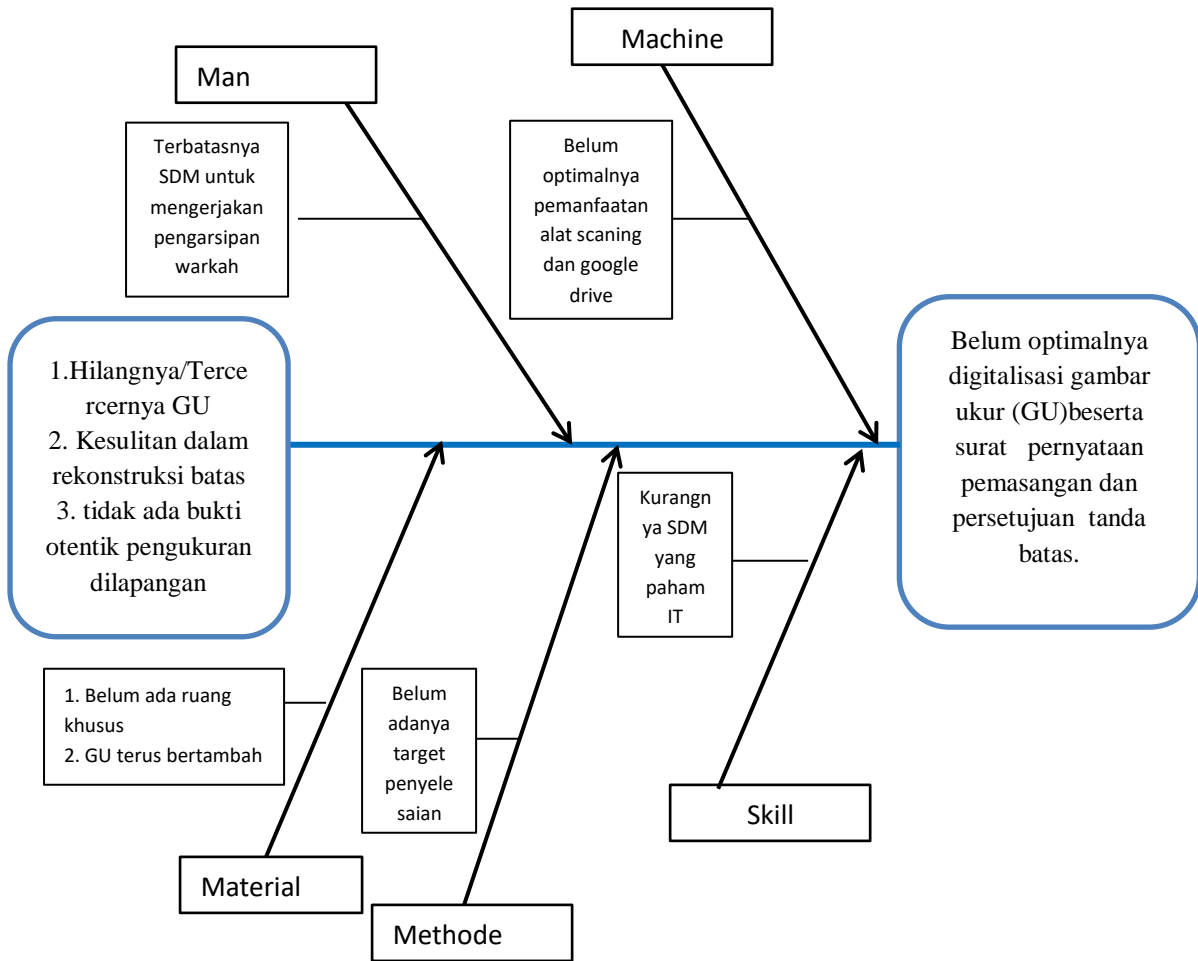 Man
Machine
Terbatasnya
SDM untuk
mengerjakan
pengarsipan
warkah
Belum
optimalnya
pemanfaatan
alat scaning
dan google
drive
1.Hilangnya/Terce
rcernya GU
2. Kesulitan dalam
rekonstruksi batas
3. tidak ada bukti
otentik pengukuran
dilapangan
Belum optimalnya
digitalisasi gambar
ukur (GU)beserta
surat pernyataan
pemasangan dan
persetujuan tanda
batas.
Kurangn
ya SDM
yang
paham
IT
1. Belum ada ruang
khusus
2. GU terus bertambah
Belum
adanya
target
penyele
saian
Skill
Material
Methode